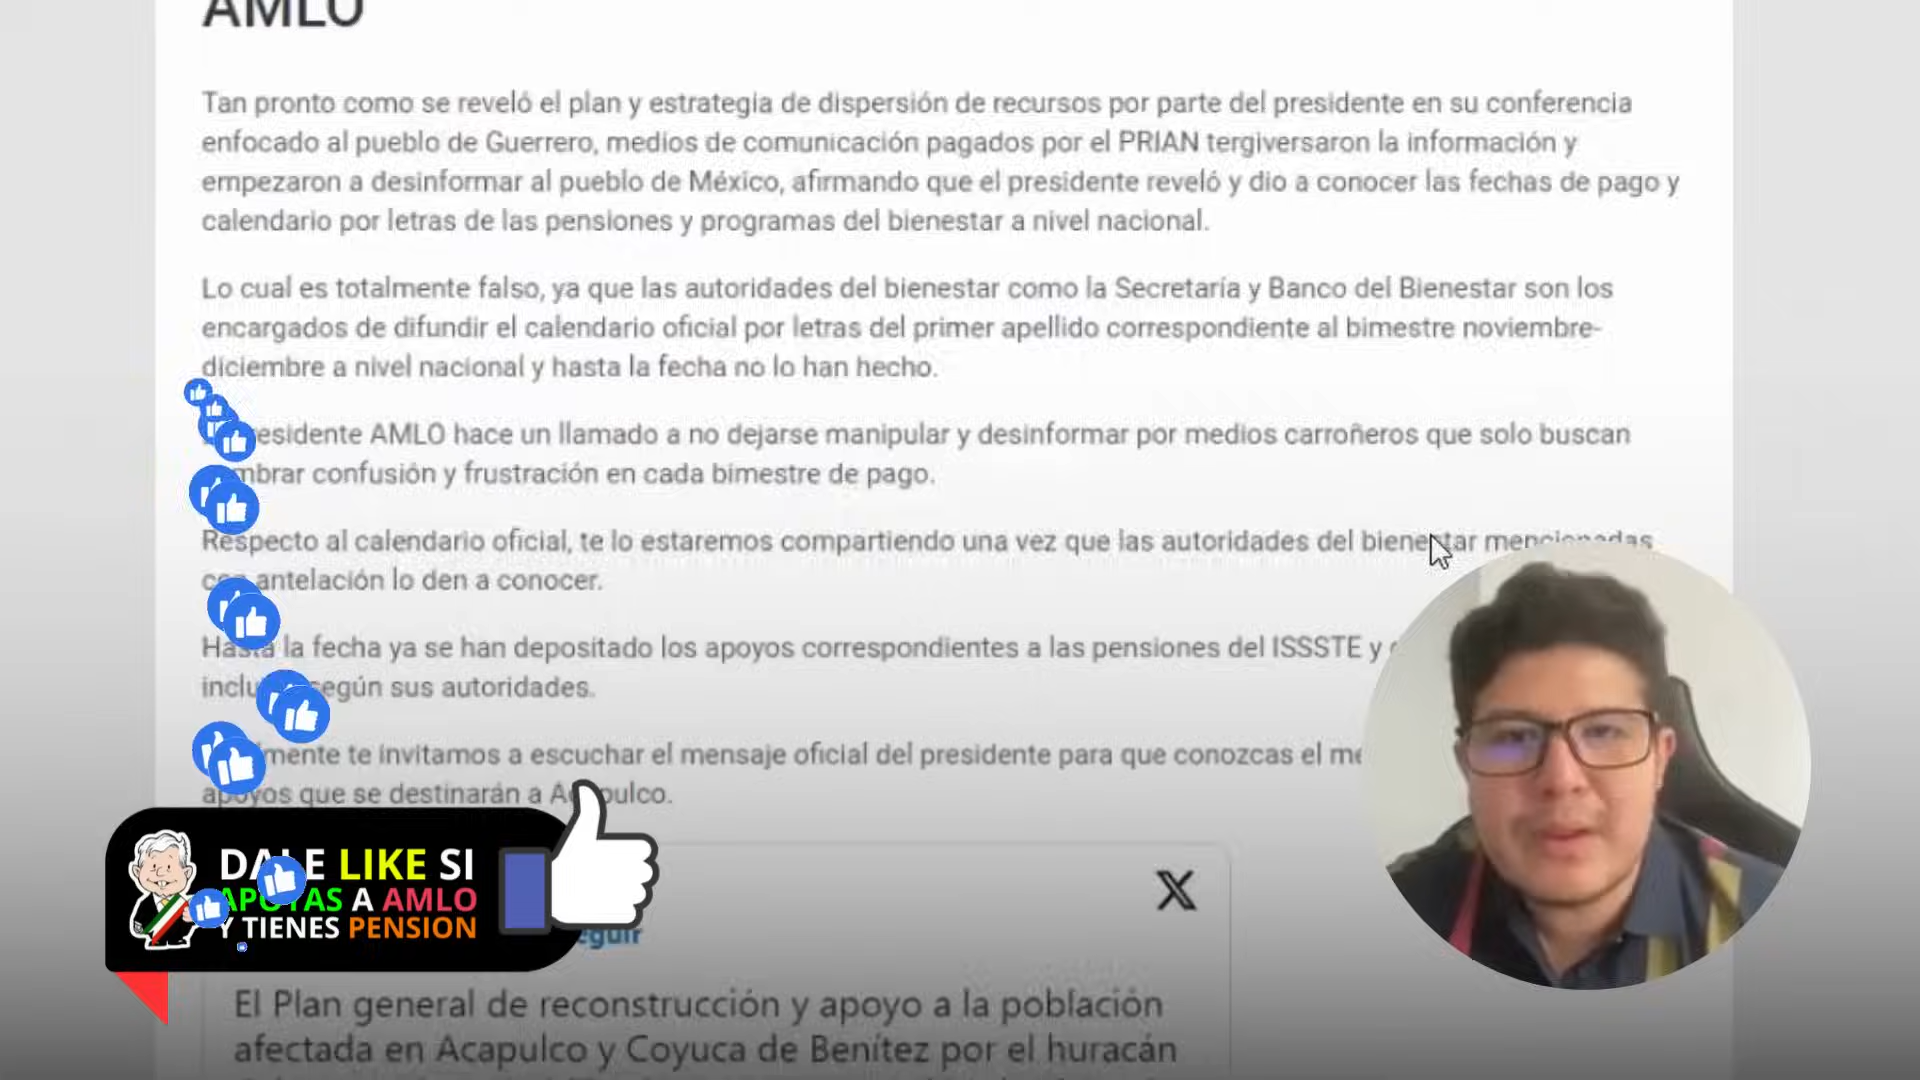 AMLO
Tan pronto como se reveló el plan y estrategia de dispersión de recursos por parte del presidente en su conferencia
enfocado al pueblo de Guerrero, medios de comunicación pagados por el PRIAN tergiversaron la información y
empezaron a desinformar al pueblo de México, afirmando que el presidente reveló y dio a conocer las fechas de pago y
calendario por letras de las pensiones y programas del bienestar a nivel nacional.
Lo cual es totalmente falso, ya que las autoridades del bienestar como la Secretaría y Banco del Bienestar son los
encargados de difundir el calendario oficial por letras del primer apellido correspondiente al bimestre noviembre-
diciembre a nivel nacional y hasta la fecha no lo han hecho.
AMLO hace un llamado a no dejarse manipular y desinformar por medios carroñeros que solo buscan
confusión y frustración en cada bimestre de pago.
Respecto al calendario oficial, te lo estaremos compartiendo una vez que las autoridades del bienestar mencionadas
antelación lo den a conocer.
Hasta la fecha ya se han depositado los apoyos correspondientes a las pensiones del ISSSTE y
según sus autoridades.
te invitamos a escuchar el mensaje oficial del presidente para que conozcas el
apoyos que se destinarán a Acapulco.
DALE LIKE SI
APOYAS A AMLO
Y TIENES PENSION
X
El Plan general de reconstrucción y apoyo a la población
afectada en Acapulco y Coyuca de Benítez por el huracán